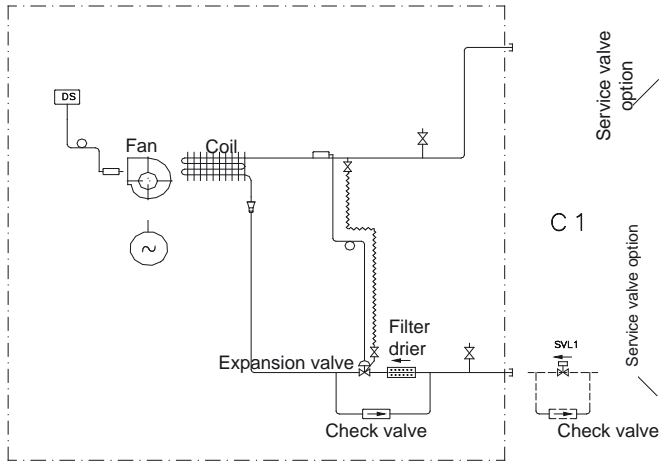 Service valve
option
DS
Fan
Coil
C 1
Service valve option
Filter
drier
SVL1
Expansion valve
Check valve
Check valve